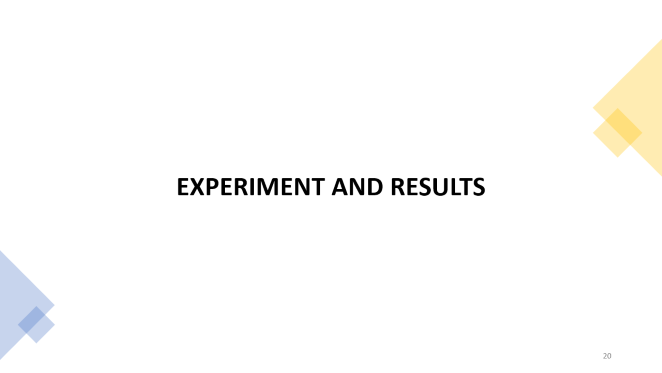 EXPERIMENT AND RESULTS
20